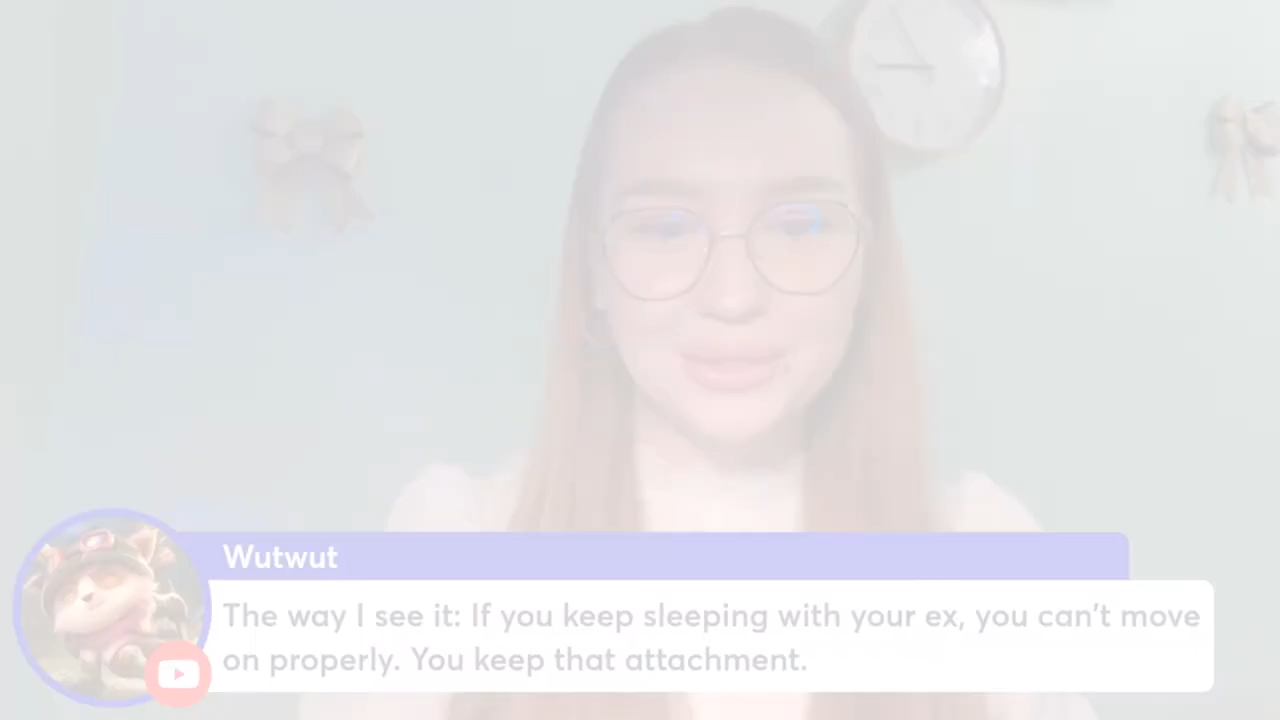 Wutwut
The way I see it: If you keep sleeping with your ex, you can't move
on properly. You keep that attachment.